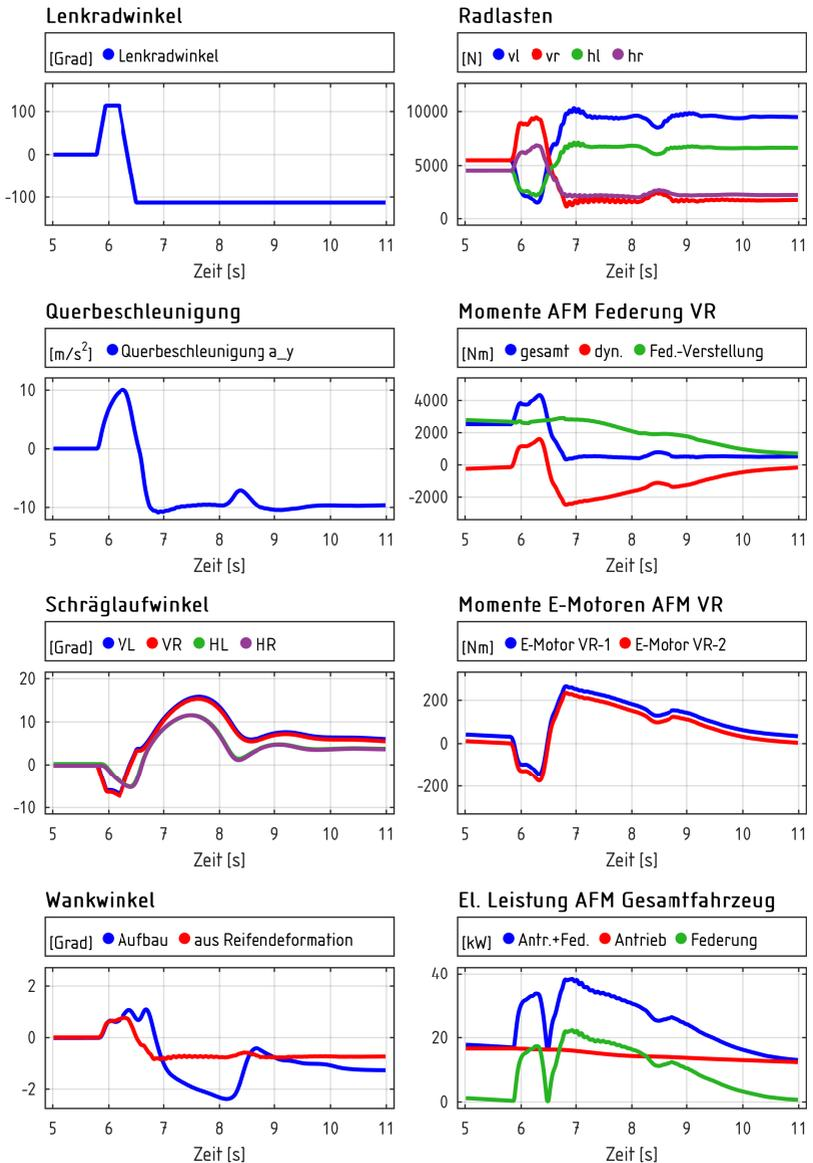 Lenkradwinkel
[Grad] Lenkradwinkel
100
0
-100
5 6 7 8 9 10 11
Zeit [s]
Radlasten
[N] vl vr hl hr
10000
5000
0
5 6 7 8 9 10 11
Zeit [s]
Querbeschleunigung
[m/s²] Querbeschleunigung a_y
10
0
-10
5 6 7 8 9 10 11
Zeit [s]
Momente AFM Federung VR
[Nm] gesamt dyn. Fed.-Verstellung
4000
2000
0
-2000
5 6 7 8 9 10 11
Zeit [s]
Schräglaufwinkel
[Grad] VL VR HL HR
20
10
0
-10
5 6 7 8 9 10 11
Zeit [s]
Momente E-Motoren AFM VR
[Nm] E-Motor VR-1 E-Motor VR-2
200
0
-200
5 6 7 8 9 10 11
Zeit [s]
Wankwinkel
[Grad] Aufbau aus Reifendeformation
2
0
-2
5 6 7 8 9 10 11
Zeit [s]
El. Leistung AFM Gesamtfahrzeug
[kW] Antr.+Fed. Antrieb Federung
40
20
0
5 6 7 8 9 10 11
Zeit [s]